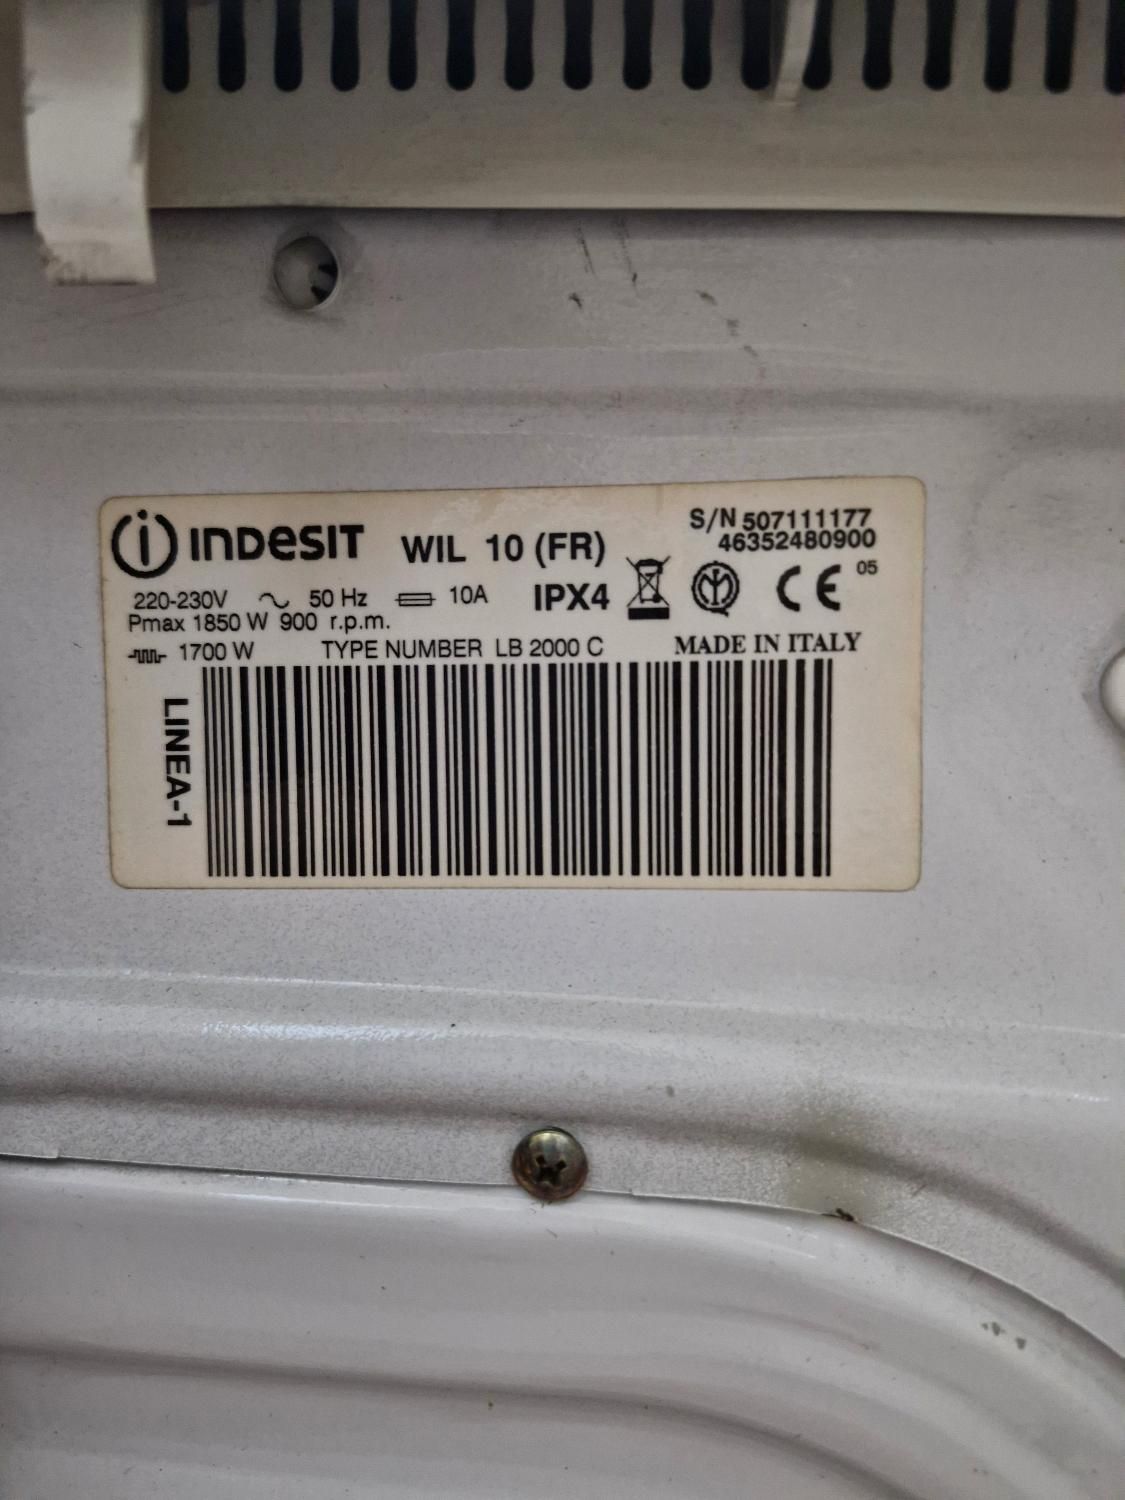 INDESIT WIL 10 (FR) S/N 507111177
46352480900
220-230V 50 Hz 10A IPX4 CE 05
Pmax 1850 W 900 r.p.m.
1700 W TYPE NUMBER LB 2000 C MADE IN ITALY
LINEA-1